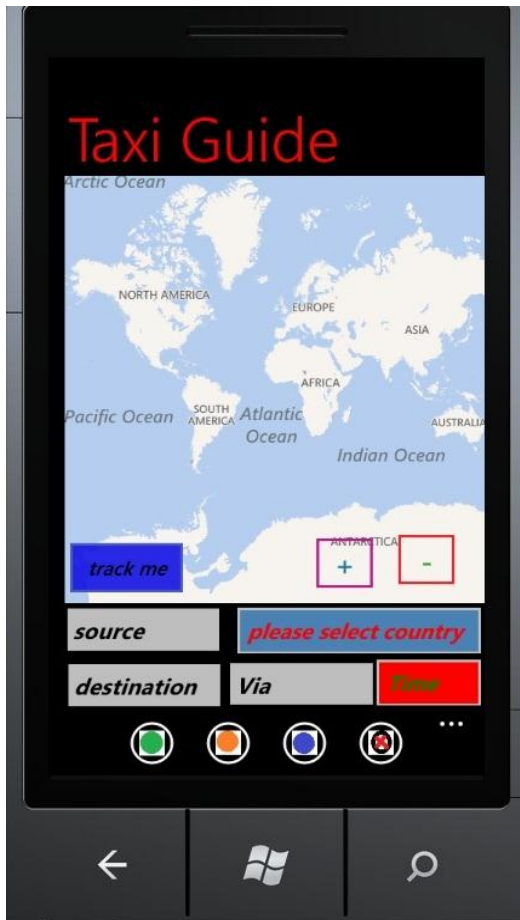 Taxi Guide
Arctic Ocean
NORTH AMERICA
EUROPE
ASIA
AFRICA
Pacific Ocean
SOUTH
AMERICA
Atlantic
Ocean
AUSTRALIA
Indian Ocean
ANTARCTICA
track me
+
-
source
please select country
destination
Via
Time
...